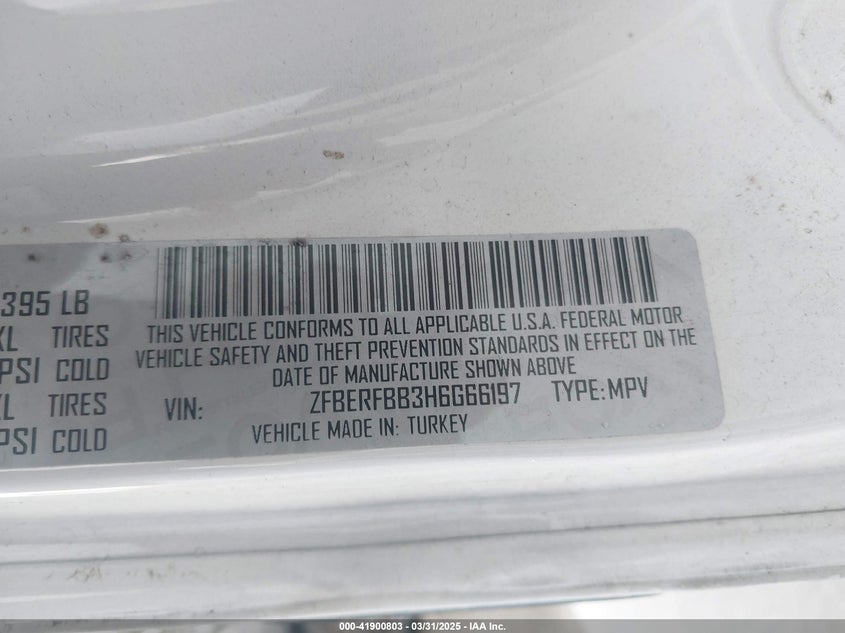 395 LB
XL TIRES
PSI COLD
XL TIRES
PSI COLD
THIS VEHICLE CONFORMS TO ALL APPLICABLE U.S.A. FEDERAL MOTOR
VEHICLE SAFETY AND THEFT PREVENTION STANDARDS IN EFFECT ON THE
DATE OF MANUFACTURE SHOWN ABOVE
VIN: ZFBERFBB3H6G66197 TYPE: MPV
VEHICLE MADE IN: TURKEY
000-41900803 - 03/31/2025 - IAA Inc.